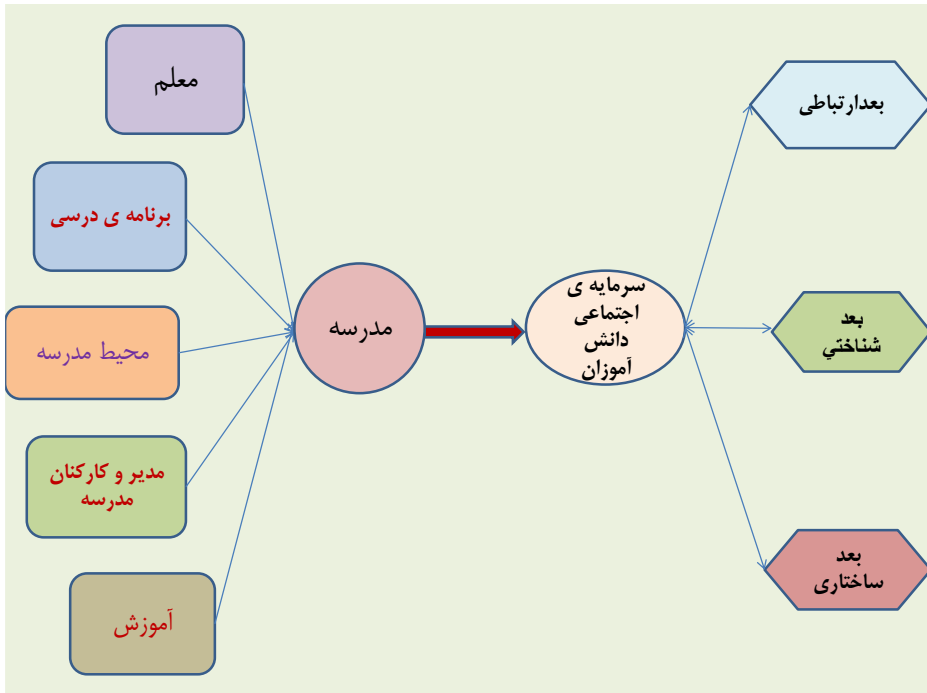 معلم
برنامه ی درسی
محیط مدرسه
مدیر و کارکنان
مدرسه
آموزش
مدرسه
سرمایه ی
اجتماعی
دانش
آموزان
بعدارتباطی
بعد
شناختي
بعد
ساختاری